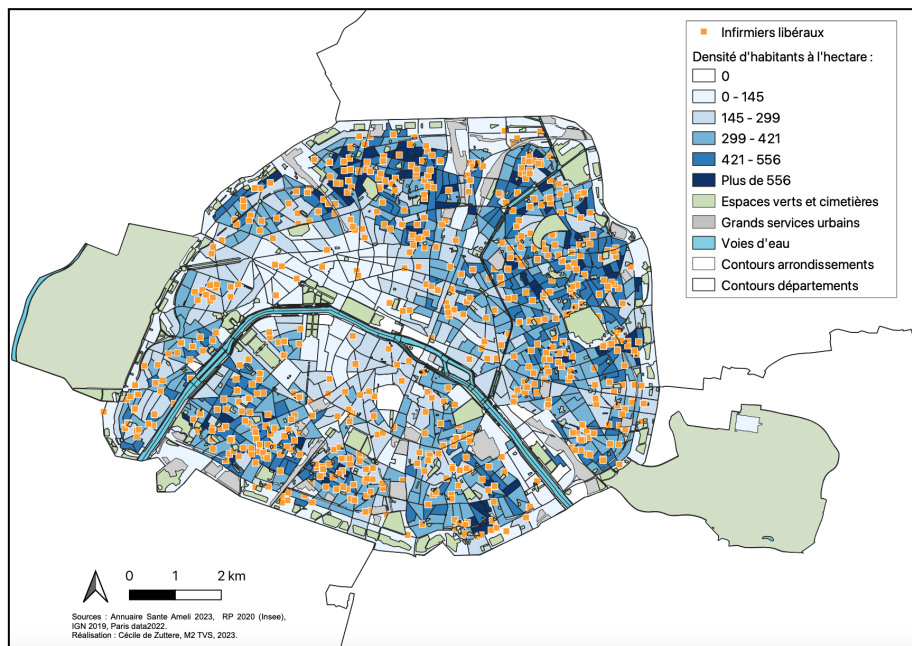 Infirmiers libéraux
Densité d'habitants à l'hectare :
0
0 - 145
145 - 299
299 - 421
421 - 556
Plus de 556
Espaces verts et cimetières
Grands services urbains
Voies d'eau
Contours arrondissements
Contours départements
0 1 2 km
Sources : Annuaire Sante Ameli 2023, RP 2020 (Insee),
IGN 2019, Paris data2022.
Réalisation : Cécile de Zuttere, M2 TVS, 2023.